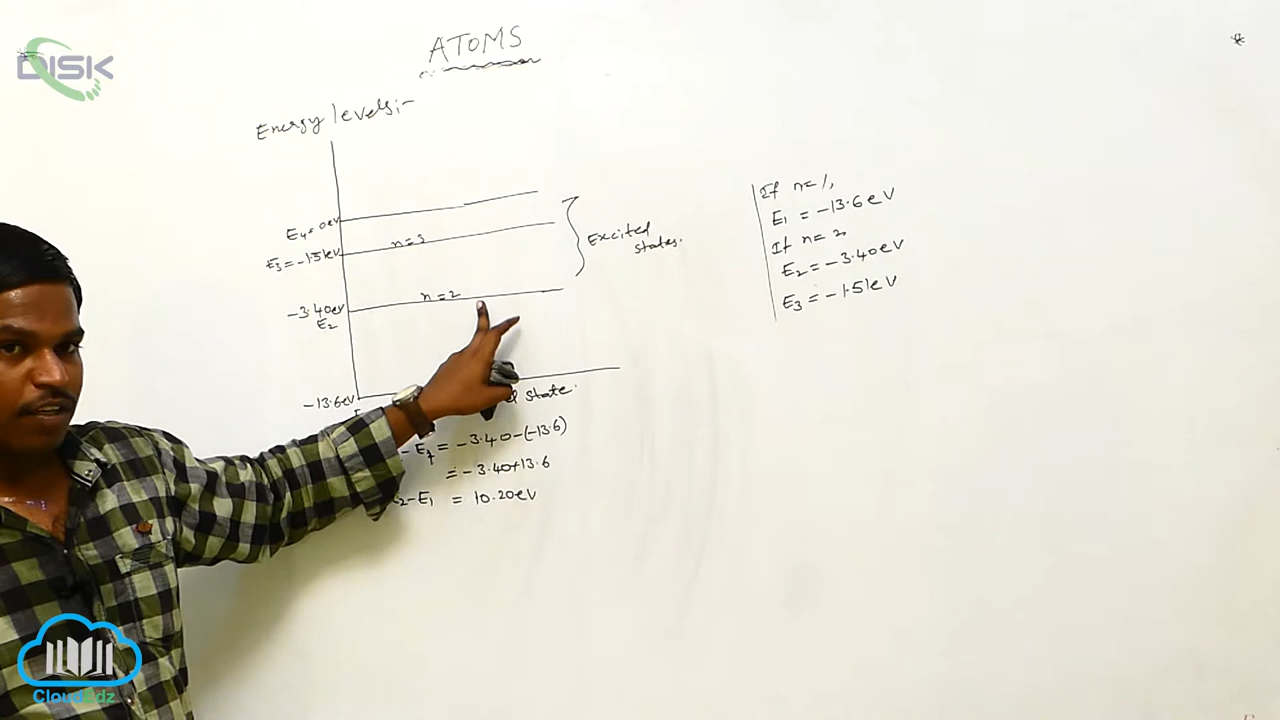 DISK
ATOMS
Energy levels:-
E4= 0eV
E3 = -1.51eV
n=3
Excited
states.
-3.40eV
E2
n=2
-13.6eV
state.
- E1 = -3.40-(-13.6)
= -3.40+13.6
2-E1 = 10.20eV
If n=1,
E1 = -13.6eV
If n= 2
E2 = -3.40eV
E3 = -1.51eV
CloudEdz